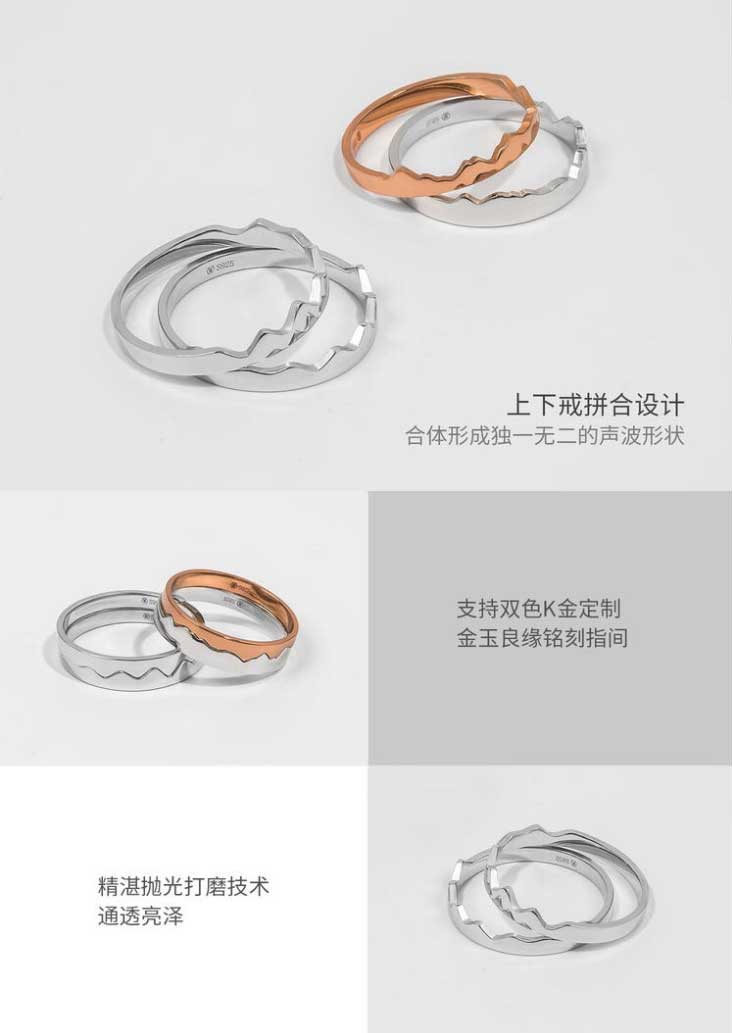 S925
上下戒拼合设计
合体形成独一无二的声波形状
支持双色K金定制
金玉良缘铭刻指间
精湛抛光打磨技术
通透亮泽